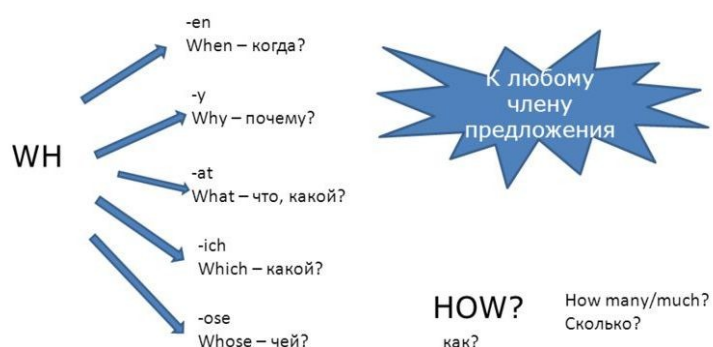 -en
When – когда?
-y
Why – почему?
WH
-at
What – что, какой?
-ich
Which – какой?
-ose
Whose – чей?
К любому
члену
предложения
HOW?
как?
How many/much?
Сколько?